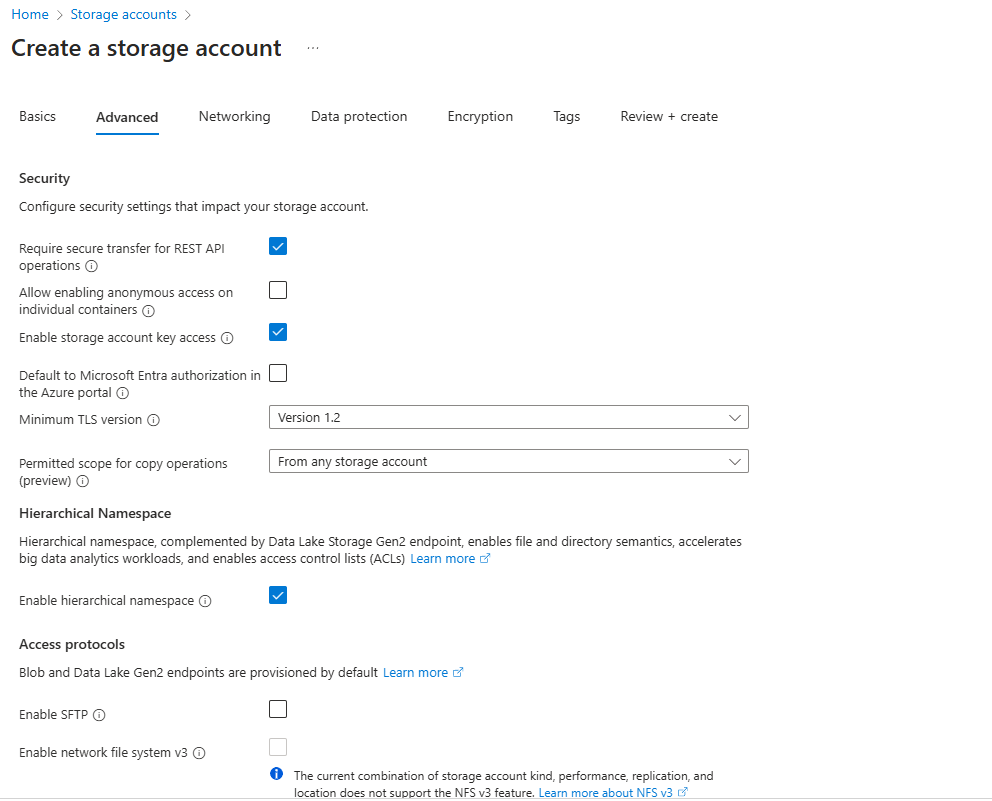 Home > Storage accounts >
Create a storage account ...
Basics Advanced Networking Data protection Encryption Tags Review + create
Security
Configure security settings that impact your storage account.
Require secure transfer for REST API
operations
Allow enabling anonymous access on
individual containers
Enable storage account key access
Default to Microsoft Entra authorization in
the Azure portal
Minimum TLS version
Version 1.2
Permitted scope for copy operations
(preview)
From any storage account
Hierarchical Namespace
Hierarchical namespace, complemented by Data Lake Storage Gen2 endpoint, enables file and directory semantics, accelerates
big data analytics workloads, and enables access control lists (ACLs) Learn more
Enable hierarchical namespace
Access protocols
Blob and Data Lake Gen2 endpoints are provisioned by default Learn more
Enable SFTP
Enable network file system v3
The current combination of storage account kind, performance, replication, and
location does not support the NFS v3 feature. Learn more about NFS v3